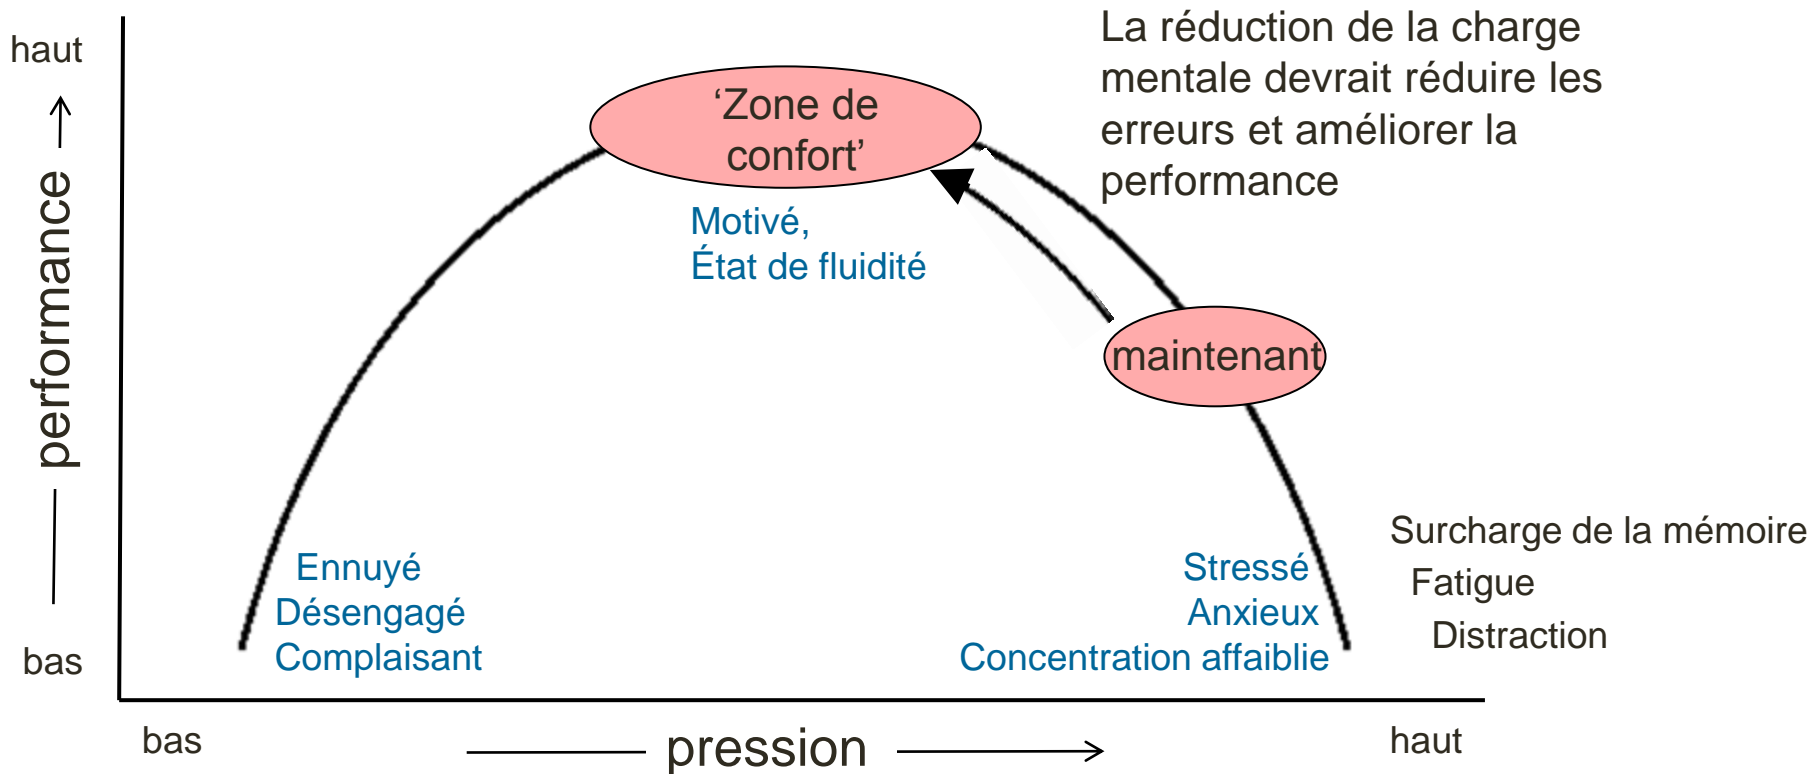 haut
performance
bas
‘Zone de
confort’
Motivé,
État de fluidité
La réduction de la charge
mentale devrait réduire les
erreurs et améliorer la
performance
maintenant
Ennuyé
Désengagé
Complaisant
Stressé
Anxieux
Concentration affaiblie
Surcharge de la mémoire
Fatigue
Distraction
bas
pression
haut